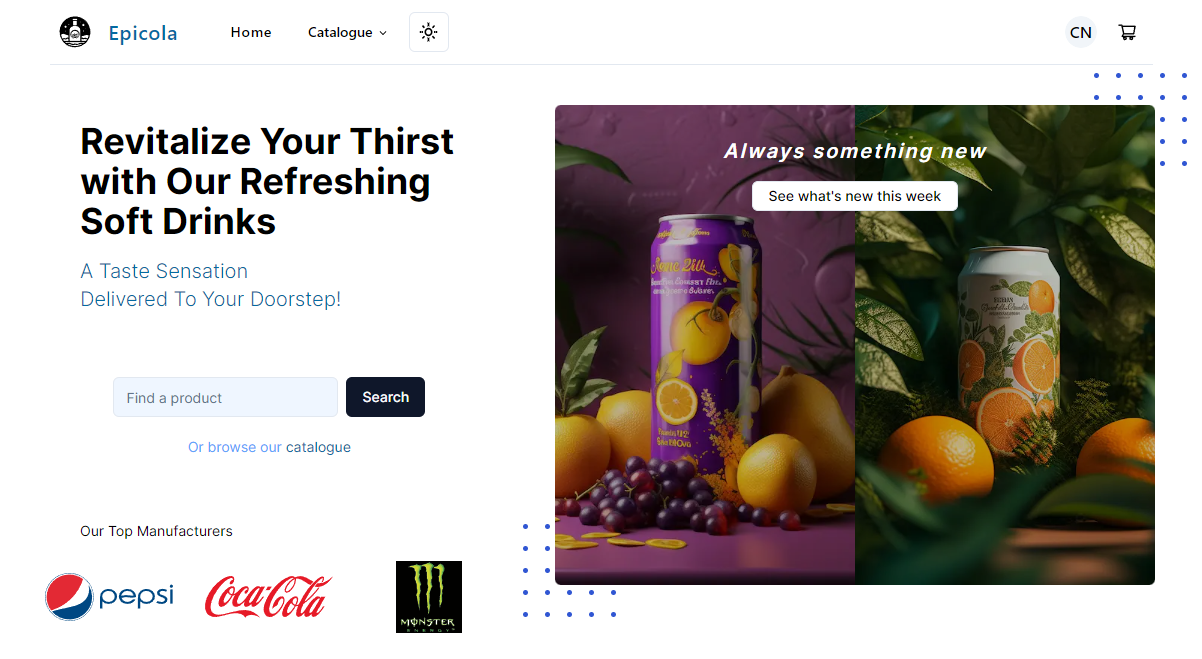 Epicola
Home
Catalogue
CN
Revitalize Your Thirst
with Our Refreshing
Soft Drinks
A Taste Sensation
Delivered To Your Doorstep!
Find a product
Search
Or browse our catalogue
Our Top Manufacturers
pepsi
Coca-Cola
MONSTER
ENERGY
Always something new
See what's new this week